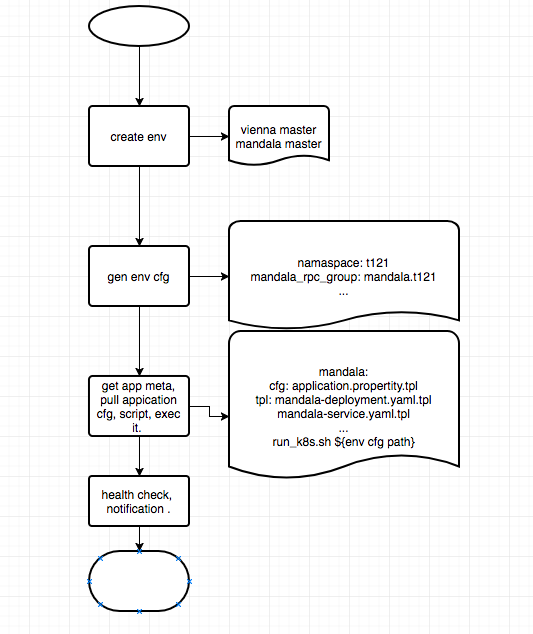 create env
vienna master
mandala master
gen env cfg
namaspace: t121
mandala_rpc_group: mandala.t121
...
get app meta,
pull appication
cfg, script, exec
it.
mandala:
cfg: application.propertity.tpl
tpl: mandala-deployment.yaml.tpl
mandala-service.yaml.tpl
...
run_k8s.sh ${env cfg path}
health check,
notification .